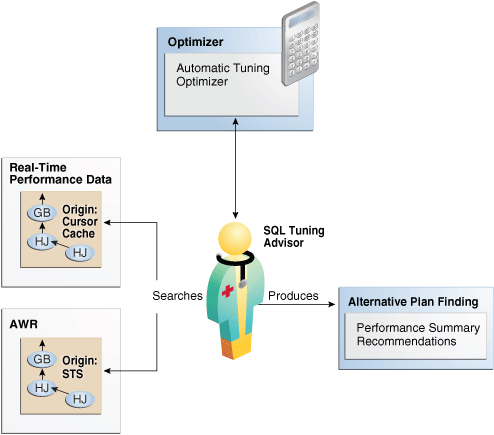 Optimizer
Automatic Tuning
Optimizer
Real-Time
Performance Data
Origin:
Cursor
Cache
GB
HJ
HJ
SQL Tuning
Advisor
Searches
Produces
AWR
Origin:
STS
GB
HJ
HJ
Alternative Plan Finding
Performance Summary
Recommendations